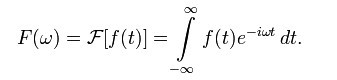 F(ω) = ℱ[f(t)] = ∫_{-∞}^{∞} f(t)e^{-iωt} dt.